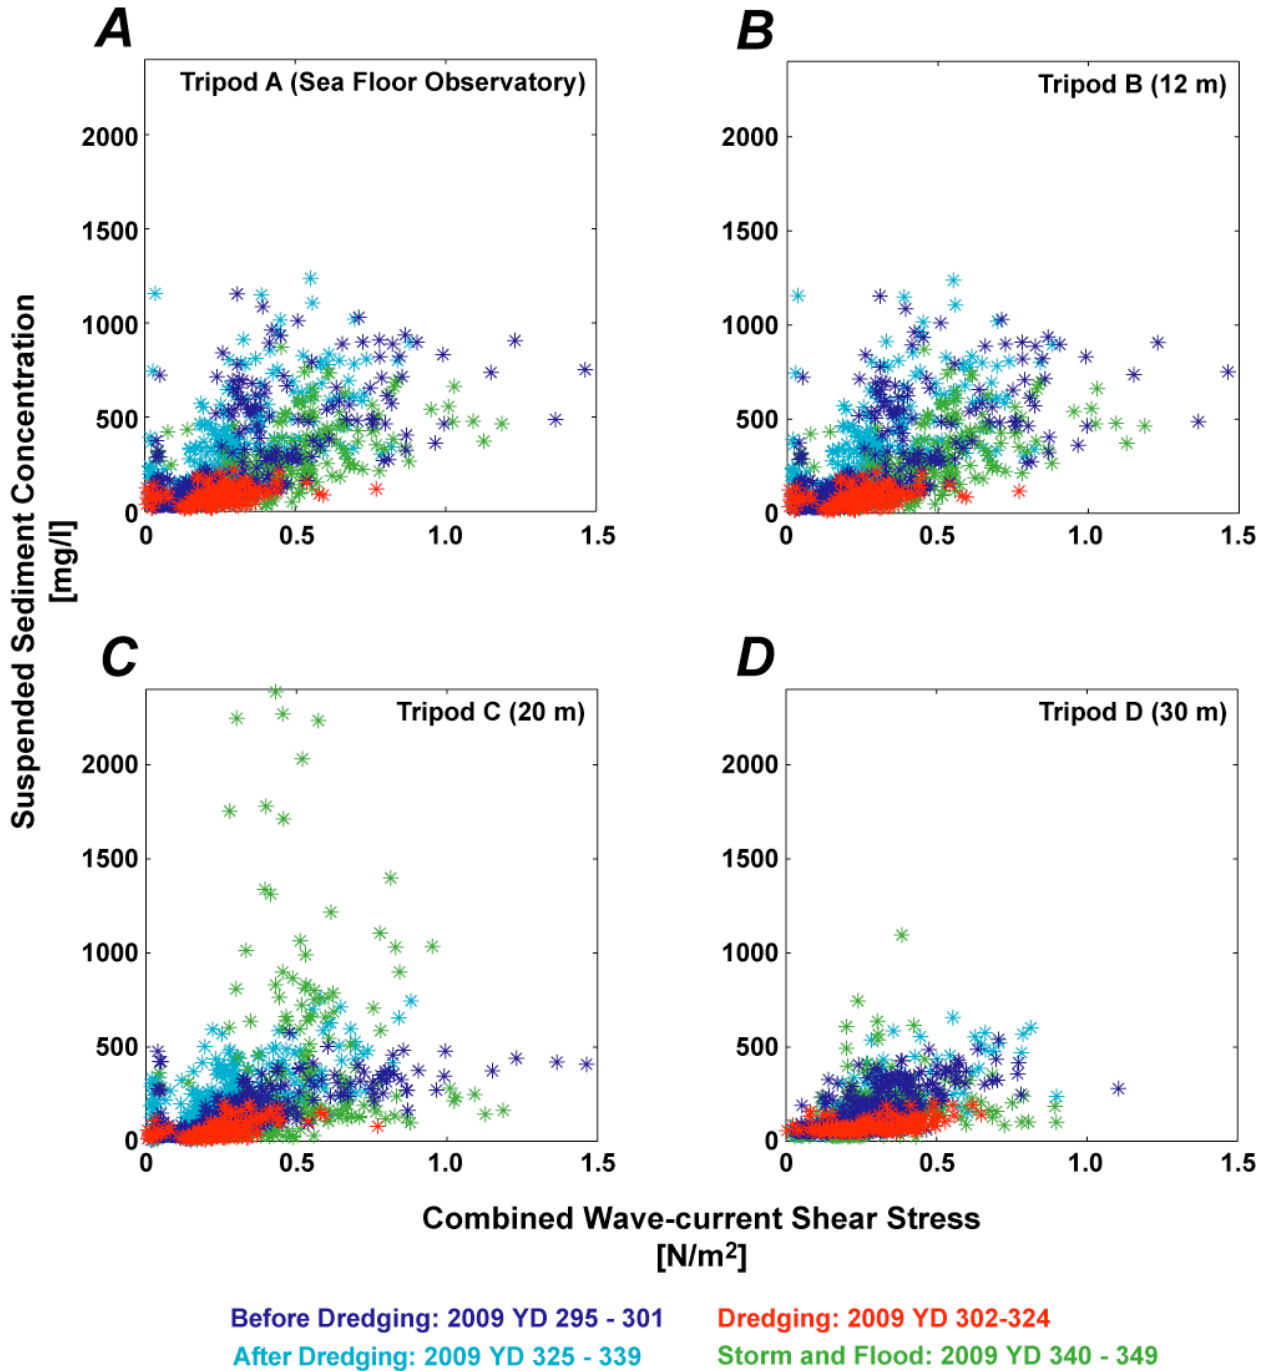 A
B
Tripod A (Sea Floor Observatory)
Tripod B (12 m)
2000
1500
1000
500
0
0 0.5 1.0 1.5
2000
1500
1000
500
0
0 0.5 1.0 1.5
Suspended Sediment Concentration
[mg/l]
C
D
Tripod C (20 m)
Tripod D (30 m)
2000
1500
1000
500
0
0 0.5 1.0 1.5
2000
1500
1000
500
0
0 0.5 1.0 1.5
Combined Wave-current Shear Stress
[N/m²]
Before Dredging: 2009 YD 295 - 301
Dredging: 2009 YD 302-324
After Dredging: 2009 YD 325 - 339
Storm and Flood: 2009 YD 340 - 349